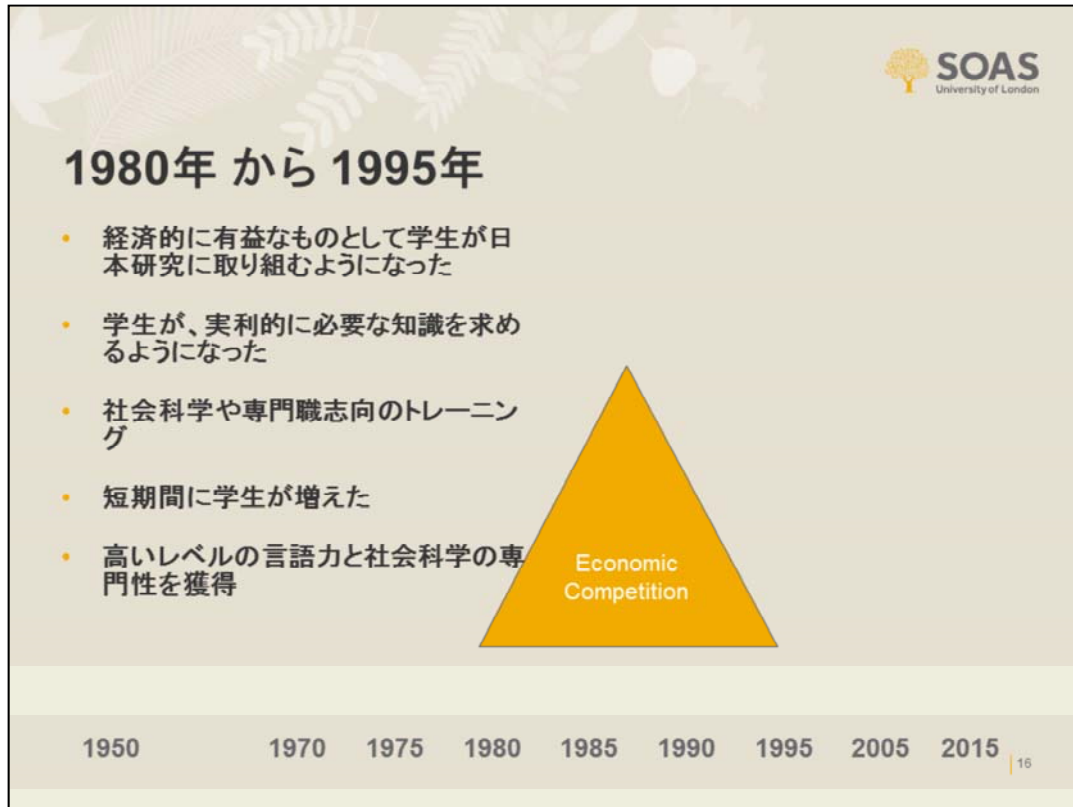 SOAS
University of London
1980年 から 1995年
• 経済的に有益なものとして学生が日
本研究に取り組むようになった
• 学生が、実利的に必要な知識を求め
るようになった
• 社会科学や専門職志向のトレーニン
グ
• 短期間に学生が増えた
• 高いレベルの言語力と社会科学の専
門性を獲得
Economic
Competition
1950 1970 1975 1980 1985 1990 1995 2005 2015
16